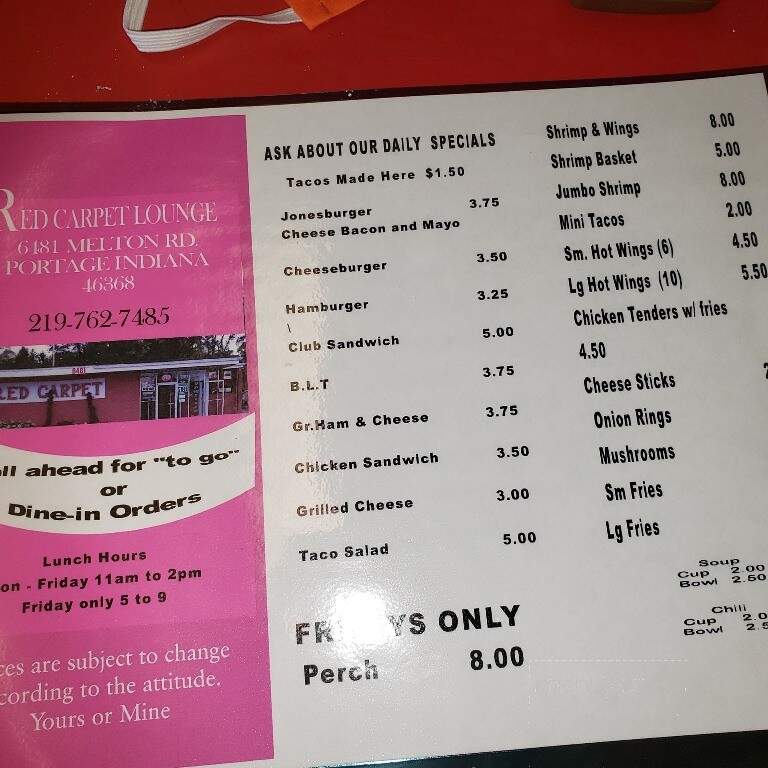 RED CARPET LOUNGE
6481 MELTON RD.
PORTAGE INDIANA
46368
219-762-7485
6481
RED CARPET
ahead for "to go"
or
Dine-in Orders
Lunch Hours
- Friday 11am to 2pm
Friday only 5 to 9
are subject to change
to the attitude.
Yours or Mine
ASK ABOUT OUR DAILY SPECIALS
Tacos Made Here $1.50
Jonesburger 3.75
Cheese Bacon and Mayo
Cheeseburger 3.50
Hamburger 3.25
\
Club Sandwich 5.00
B.L.T 3.75
Gr.Ham & Cheese 3.75
Chicken Sandwich 3.50
Grilled Cheese 3.00
Taco Salad 5.00
ONLY
Perch 8.00
Shrimp & Wings 8.00
Shrimp Basket 5.00
Jumbo Shrimp 8.00
Mini Tacos 2.00
Sm. Hot Wings (6) 4.50
Lg Hot Wings (10) 5.50
Chicken Tenders w/ fries
4.50
Cheese Sticks
Onion Rings
Mushrooms
Sm Fries
Lg Fries
Soup
Cup 2.00
Bowl 2.50
Chili
Cup
Bowl